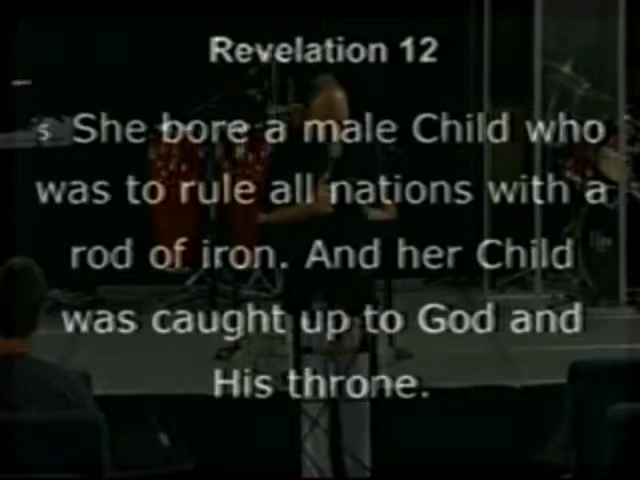 Revelation 12
5 She bore a male Child who
was to rule all nations with a
rod of iron. And her Child
was caught up to God and
His throne.